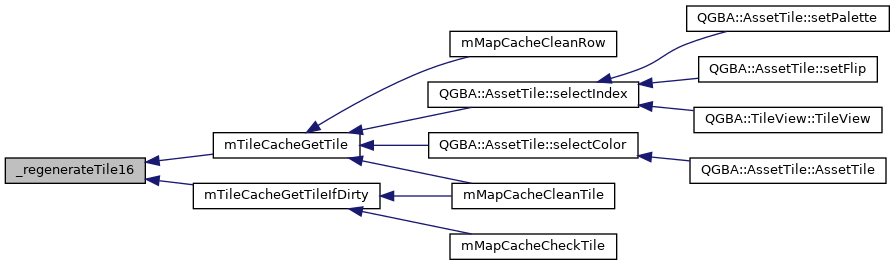 _regenerateTile16
mTileCacheGetTile
mTileCacheGetTileIfDirty
mMapCacheCleanRow
QGBA::AssetTile::selectIndex
QGBA::AssetTile::selectColor
mMapCacheCleanTile
mMapCacheCheckTile
QGBA::AssetTile::setPalette
QGBA::AssetTile::setFlip
QGBA::TileView::TileView
QGBA::AssetTile::AssetTile